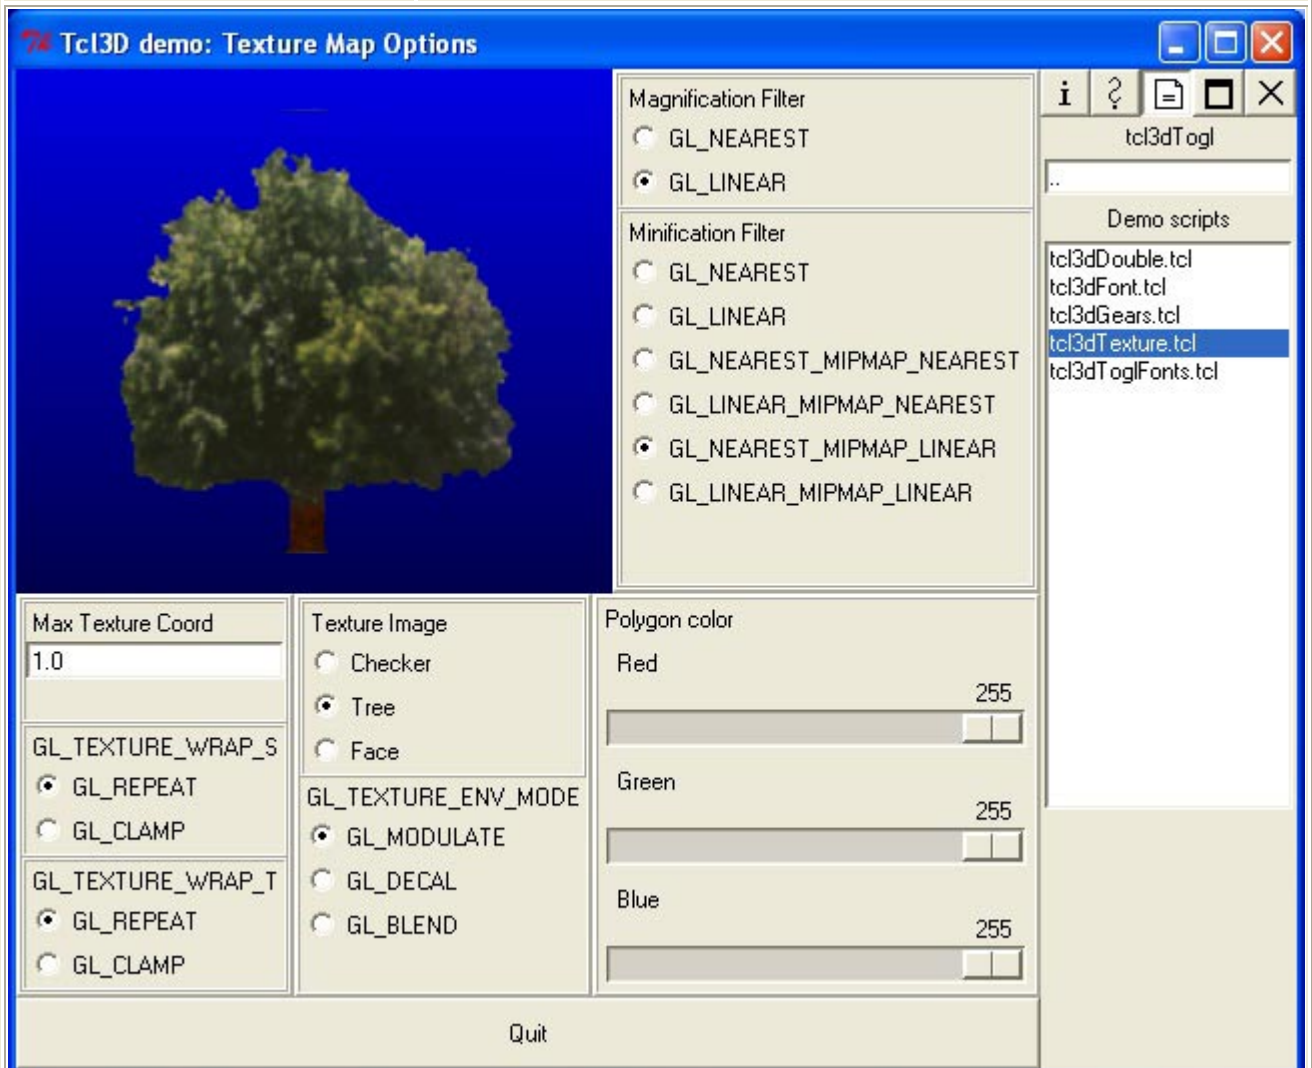 Tcl3D demo: Texture Map Options
Magnification Filter
GL_NEAREST
GL_LINEAR
Minification Filter
GL_NEAREST
GL_LINEAR
GL_NEAREST_MIPMAP_NEAREST
GL_LINEAR_MIPMAP_NEAREST
GL_NEAREST_MIPMAP_LINEAR
GL_LINEAR_MIPMAP_LINEAR
Max Texture Coord
1.0
GL_TEXTURE_WRAP_S
GL_REPEAT
GL_CLAMP
GL_TEXTURE_WRAP_T
GL_REPEAT
GL_CLAMP
Texture Image
Checker
Tree
Face
GL_TEXTURE_ENV_MODE
GL_MODULATE
GL_DECAL
GL_BLEND
Polygon color
Red
255
Green
255
Blue
255
Quit
i ?
tcl3dTogl
..
Demo scripts
tcl3dDouble.tcl
tcl3dFont.tcl
tcl3dGears.tcl
tcl3dTexture.tcl
tcl3dToglFonts.tcl